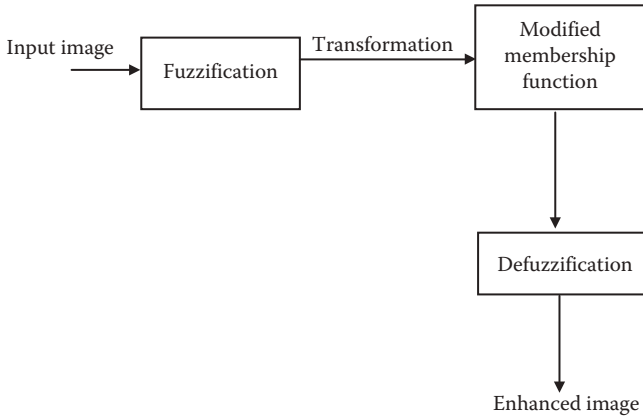 Input image
Fuzzification
Transformation
Modified
membership
function
Defuzzification
Enhanced image